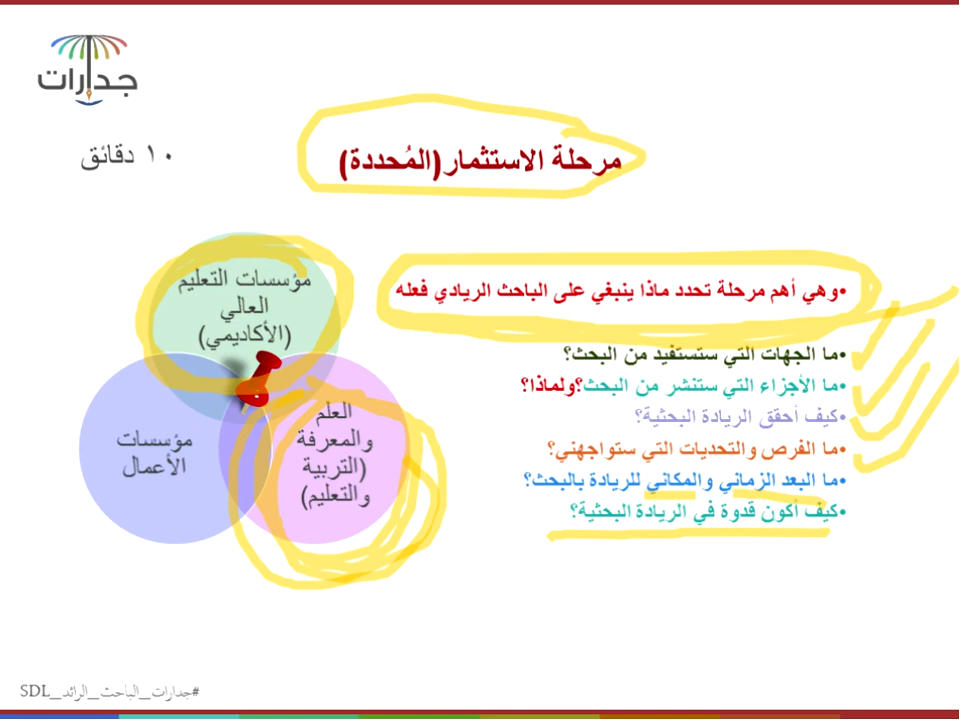 جدارات
١٠ دقائق
مرحلة الاستثمار(المُحددة)
•وهي أهم مرحلة تحدد ماذا ينبغي على الباحث الريادي فعله
•ما الجهات التي ستستفيد من البحث؟
•ما الأجزاء التي ستنشر من البحث؟ولماذا؟
•كيف أحقق الريادة البحثية؟
•ما الفرص والتحديات التي ستواجهني؟
•ما البعد الزماني والمكاني للريادة بالبحث؟
•كيف أكون قدوة في الريادة البحثية؟
مؤسسات التعليم
العالي
(الأكاديمي)
العلم
والمعرفة
(التربية
والتعليم)
مؤسسات
الأعمال
#جدارات_الباحث_الرائد_SDL